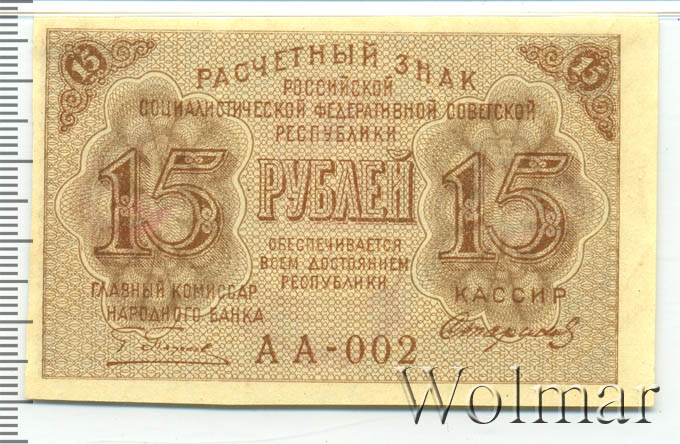 15
15
РАСЧЕТНЫЙ ЗНАК
РОССИЙСКОЙ
СОЦИАЛИСТИЧЕСКОЙ ФЕДЕРАТИВНОЙ СОВЕТСКОЙ
РЕСПУБЛИКИ
15 РУБЛЕЙ 15
ОБЕСПЕЧИВАЕТСЯ
ВСЕМ ДОСТОЯНИЕМ
РЕСПУБЛИКИ
ГЛАВНЫЙ КОМИССАР
НАРОДНОГО БАНКА
КАССИР
АА-002
Wolmar